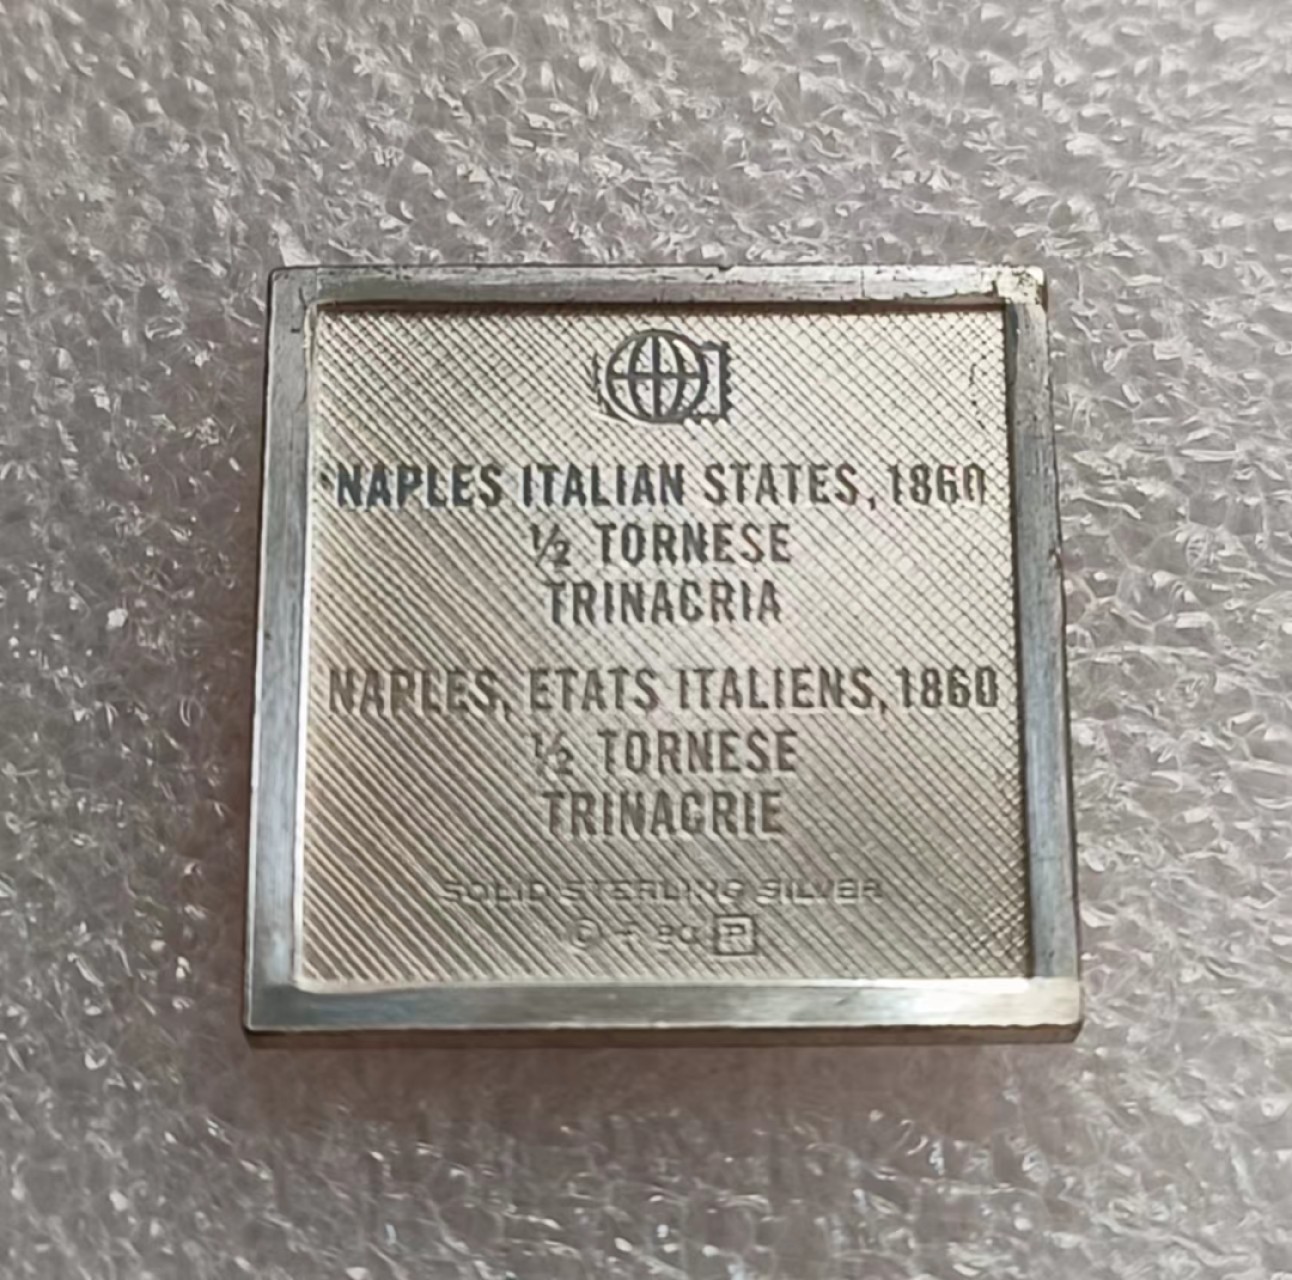 NAPLES ITALIAN STATES, 1860
½ TORNESE
TRINACRIA
NAPLES, ETATS ITALIENS, 1860
½ TORNESE
TRINACRIE
SOLID STERLING SILVER
© P